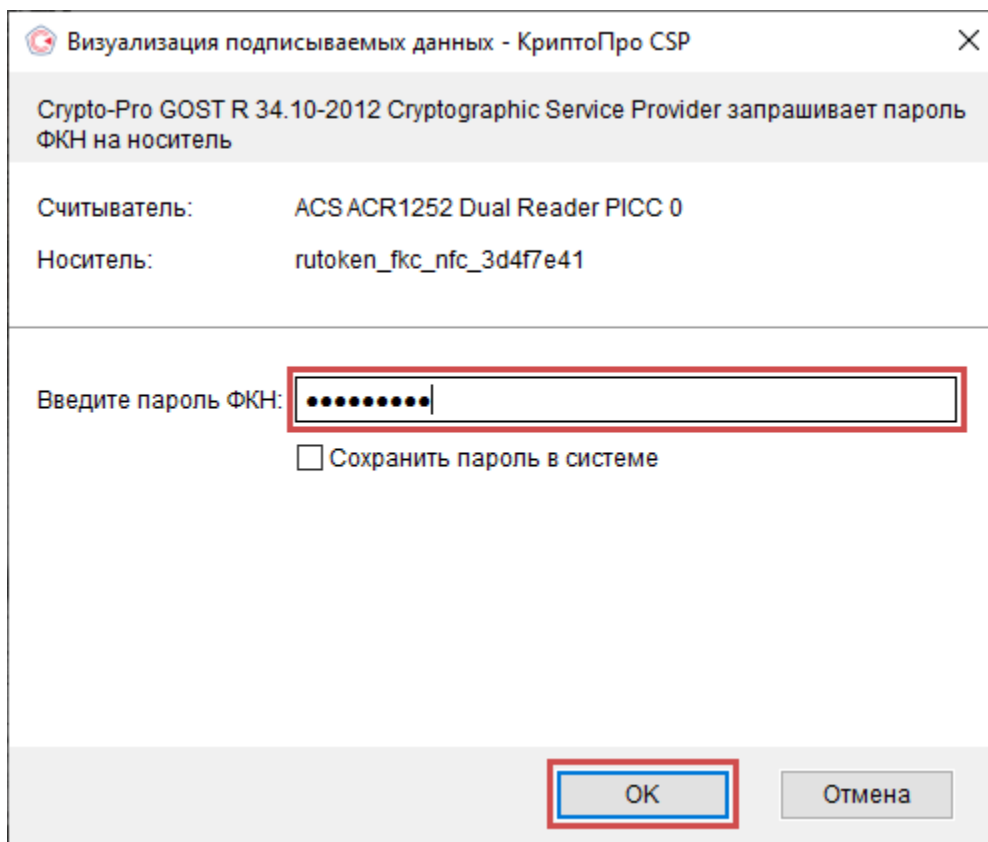 Визуализация подписываемых данных - КриптоПро CSP
Crypto-Pro GOST R 34.10-2012 Cryptographic Service Provider запрашивает пароль
ФКН на носитель
Считыватель: ACS ACR1252 Dual Reader PICC 0
Носитель: rutoken_fkc_nfc_3d4f7e41
Введите пароль ФКН: ●●●●●●●●●
Сохранить пароль в системе
OK Отмена